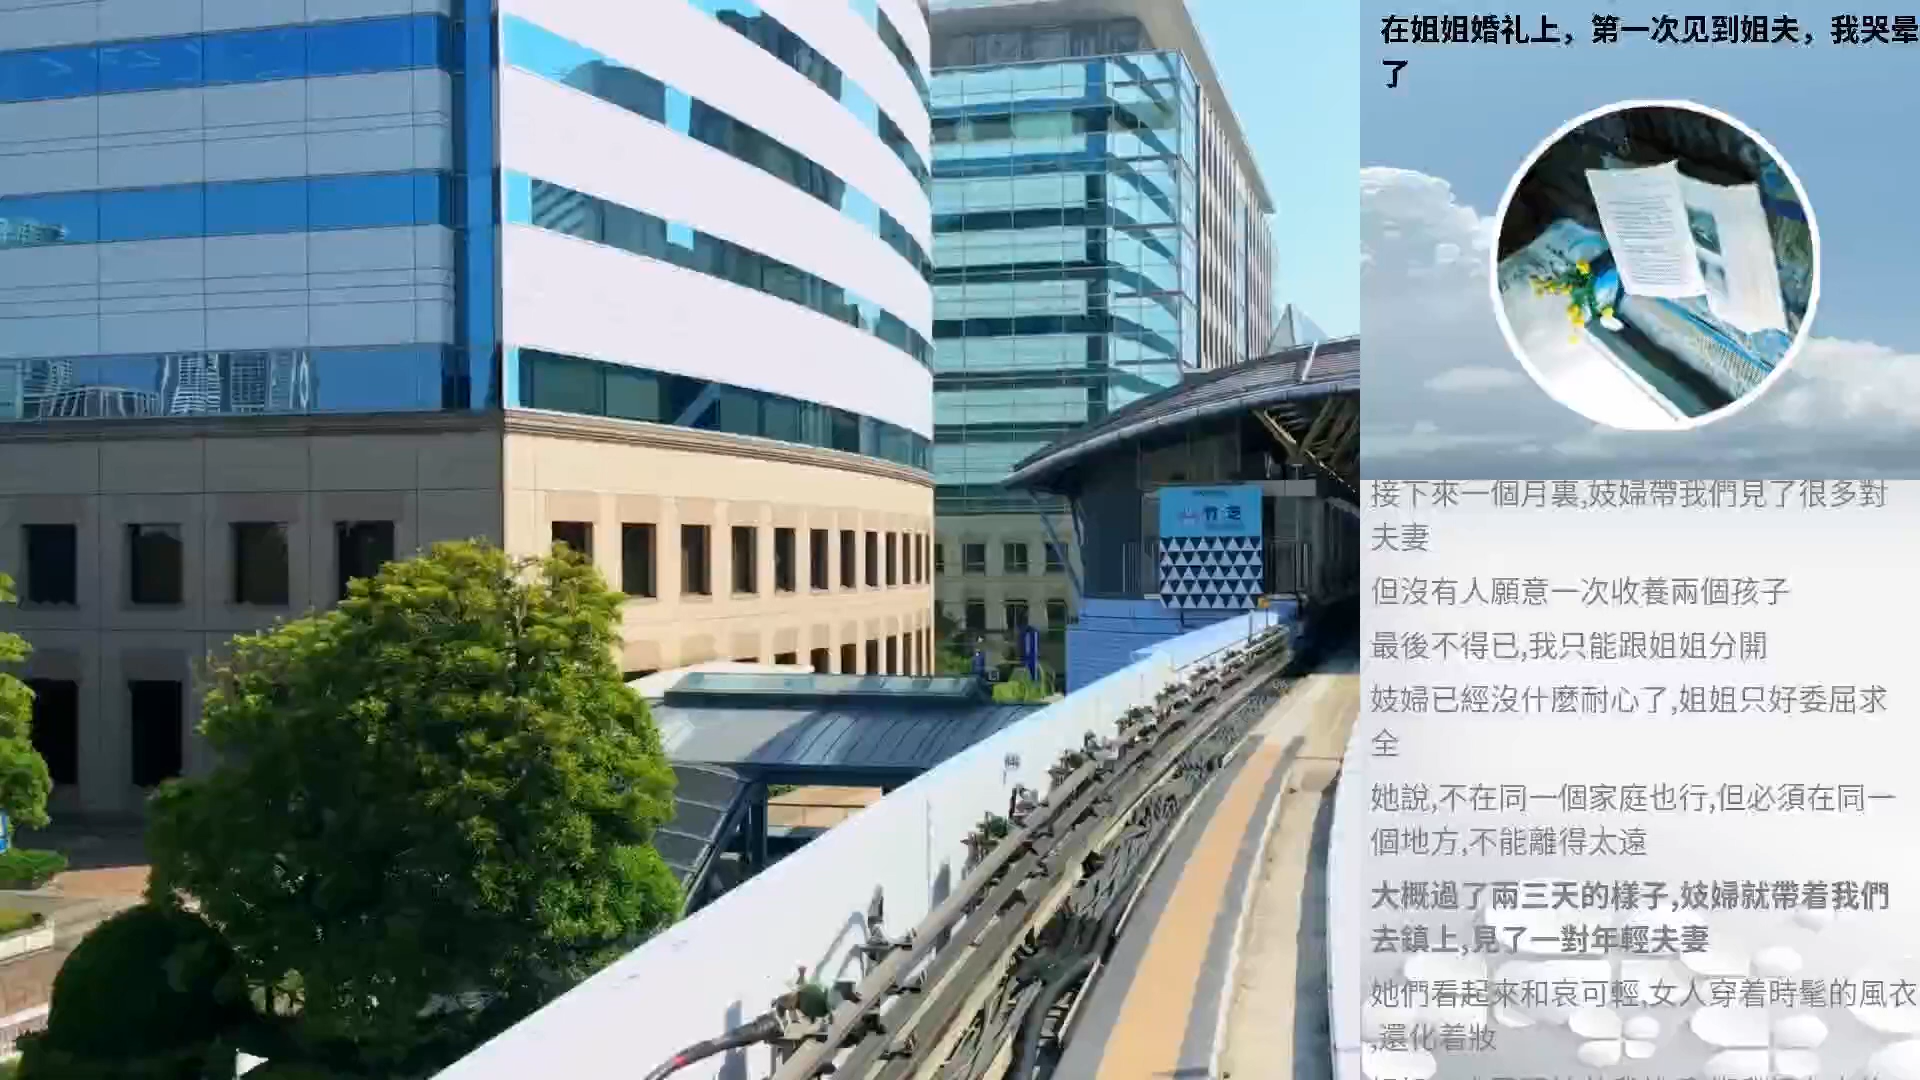 在姐姐婚礼上，第一次见到姐夫，我哭晕
了
竹芝
接下來一個月裏,妓婦帶我們見了很多對
夫妻
但沒有人願意一次收養兩個孩子
最後不得已,我只能跟姐姐分開
妓婦已經沒什麼耐心了,姐姐只好委屈求
全
她說,不在同一個家庭也行,但必須在同一
個地方,不能離得太遠
大概過了兩三天的樣子,妓婦就帶着我們
去鎮上,見了一對年輕夫妻
她們看起來和哀可輕,女人穿着時髦的風衣
,還化着妝